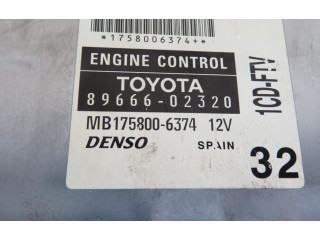 *1758006374+*
ENGINE CONTROL
TOYOTA
89666-02320
MB175800-6374 12V
DENSO SPAIN 32
1CD-FTV